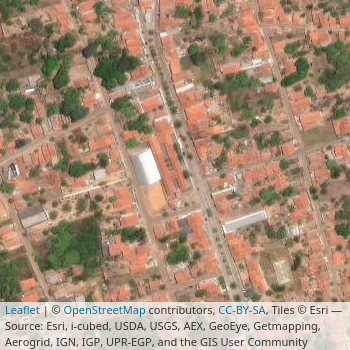 Leaflet | © OpenStreetMap contributors, CC-BY-SA, Tiles © Esri —
Source: Esri, i-cubed, USDA, USGS, AEX, GeoEye, Getmapping,
Aerogrid, IGN, IGP, UPR-EGP, and the GIS User Community